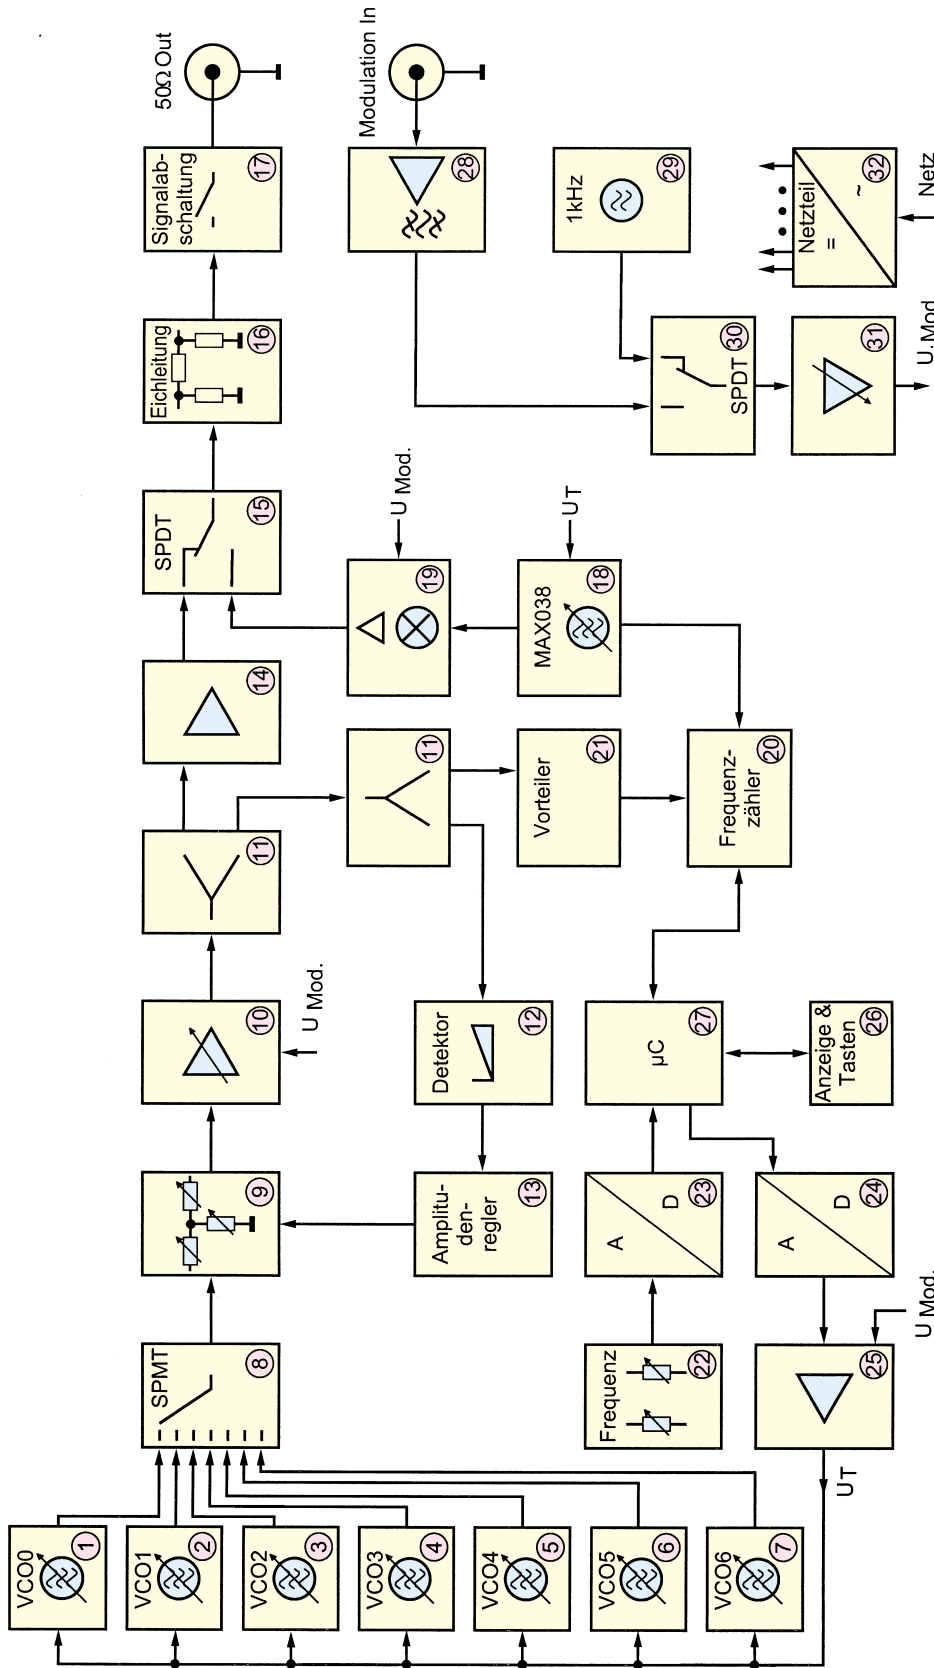 VCO0
1
VCO1
2
VCO2
3
VCO3
4
VCO4
5
VCO5
6
VCO6
7
SPMT
8
9
10
U Mod.
11
14
SPDT
15
Eichleitung
16
Signalab-
schaltung
17
50Ω Out
Amplitu-
den-
regler
13
Detektor
12
11
Vorteiler
21
Frequenz-
zähler
20
MAX038
18
UT
19
U Mod.
28
Modulation In
1kHz
29
SPDT
30
31
U.Mod
Netzteil
=
~
32
Netz
Frequenz
22
A
D
23
µC
27
Anzeige &
Tasten
26
A
D
24
25
U Mod.
UT